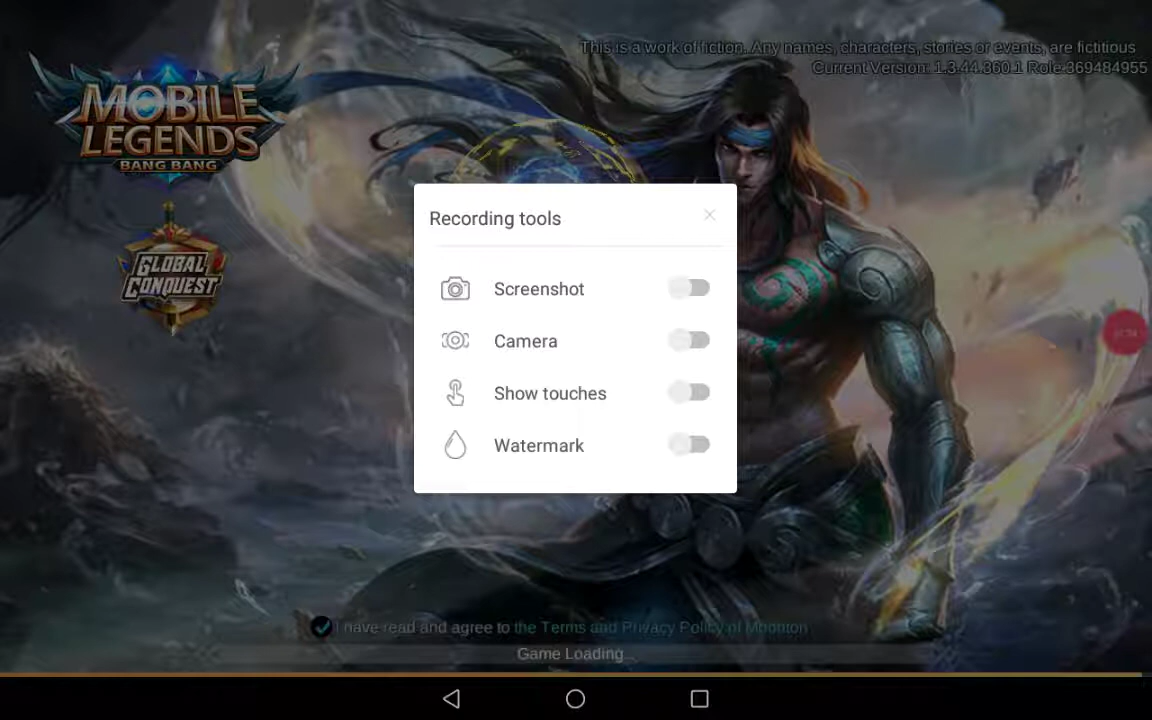 This is a work of fiction. Any names, characters, stories or events, are fictitious
Current Version: 1.3.44.360.1 Role:369484955
MOBILE
LEGENDS
BANG BANG
GLOBAL
CONQUEST
Recording tools
Screenshot
Camera
Show touches
Watermark
I have read and agree to the Terms and Privacy Policy of Moonton
Game Loading...